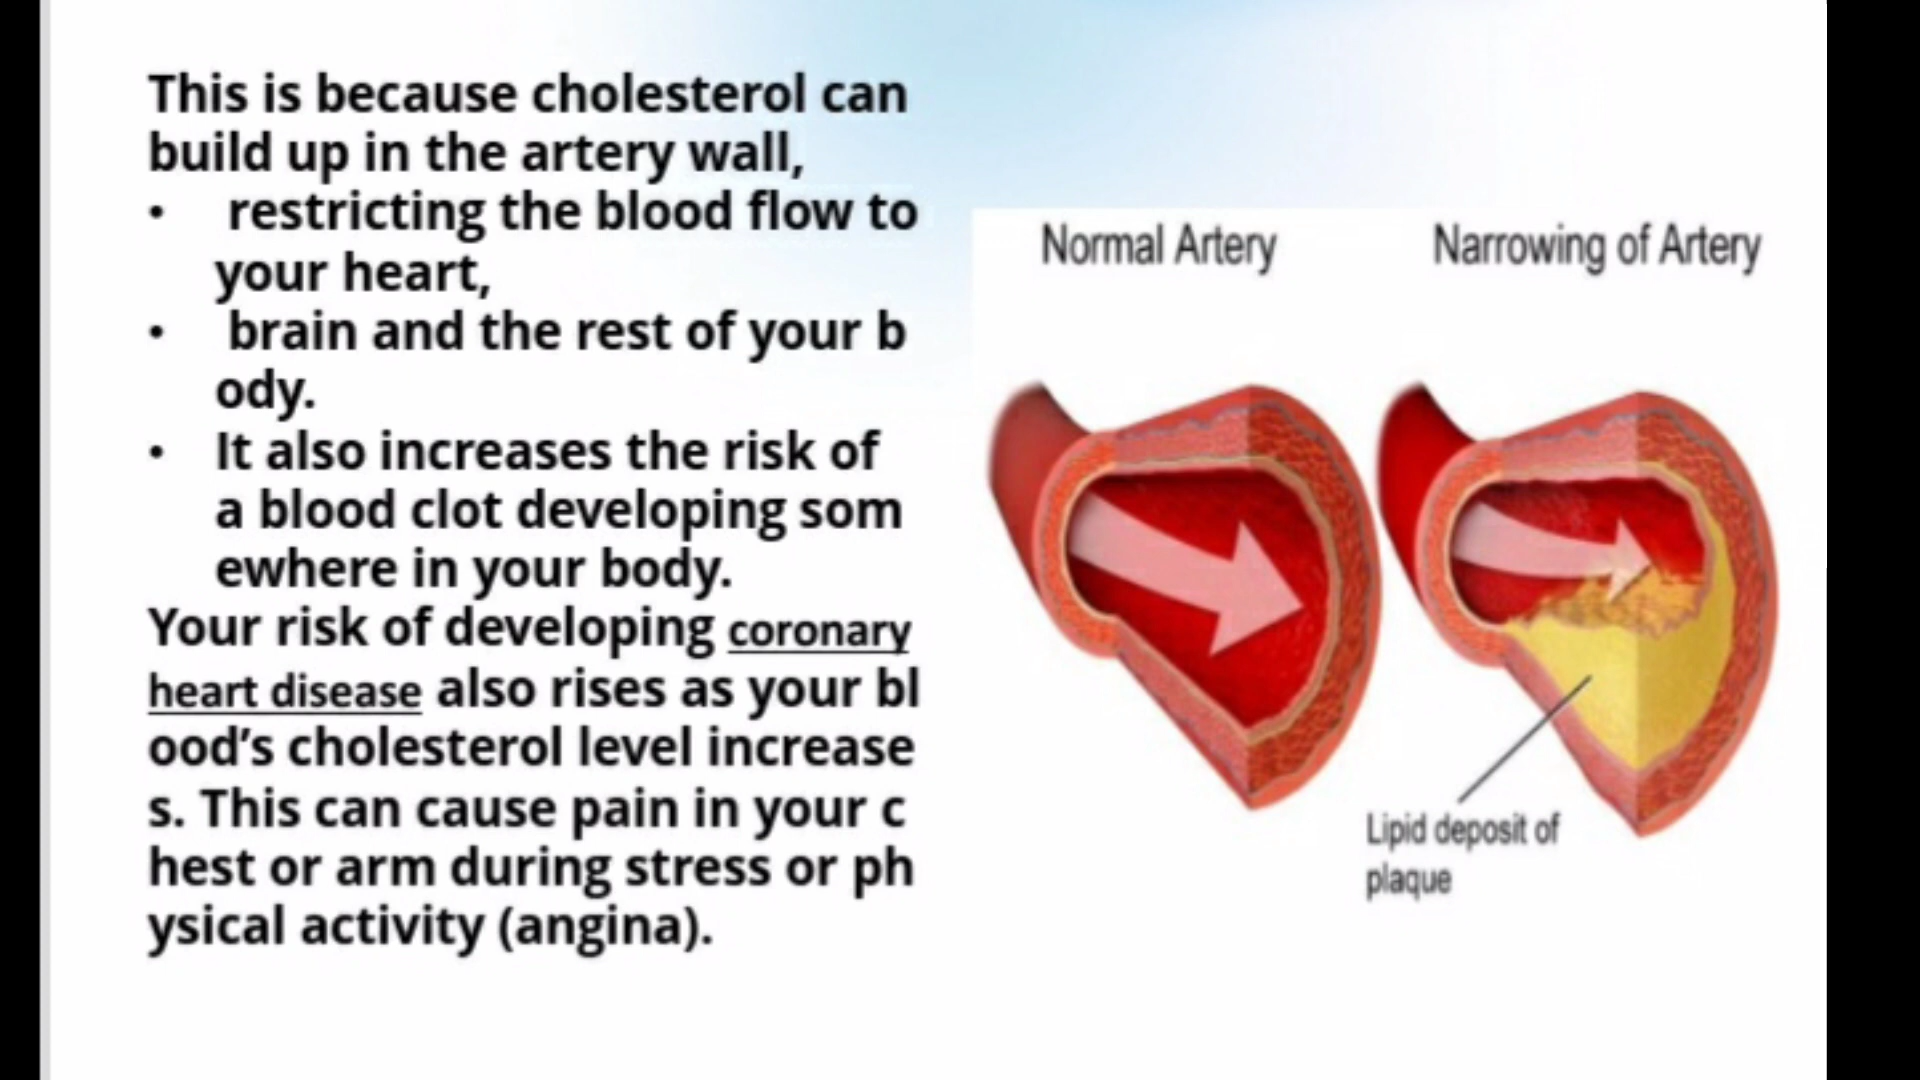 This is because cholesterol can
build up in the artery wall,
• restricting the blood flow to
your heart,
• brain and the rest of your b
ody.
• It also increases the risk of
a blood clot developing som
ewhere in your body.
Your risk of developing coronary
heart disease also rises as your bl
ood’s cholesterol level increase
s. This can cause pain in your c
hest or arm during stress or ph
ysical activity (angina).
Normal Artery
Narrowing of Artery
Lipid deposit of
plaque